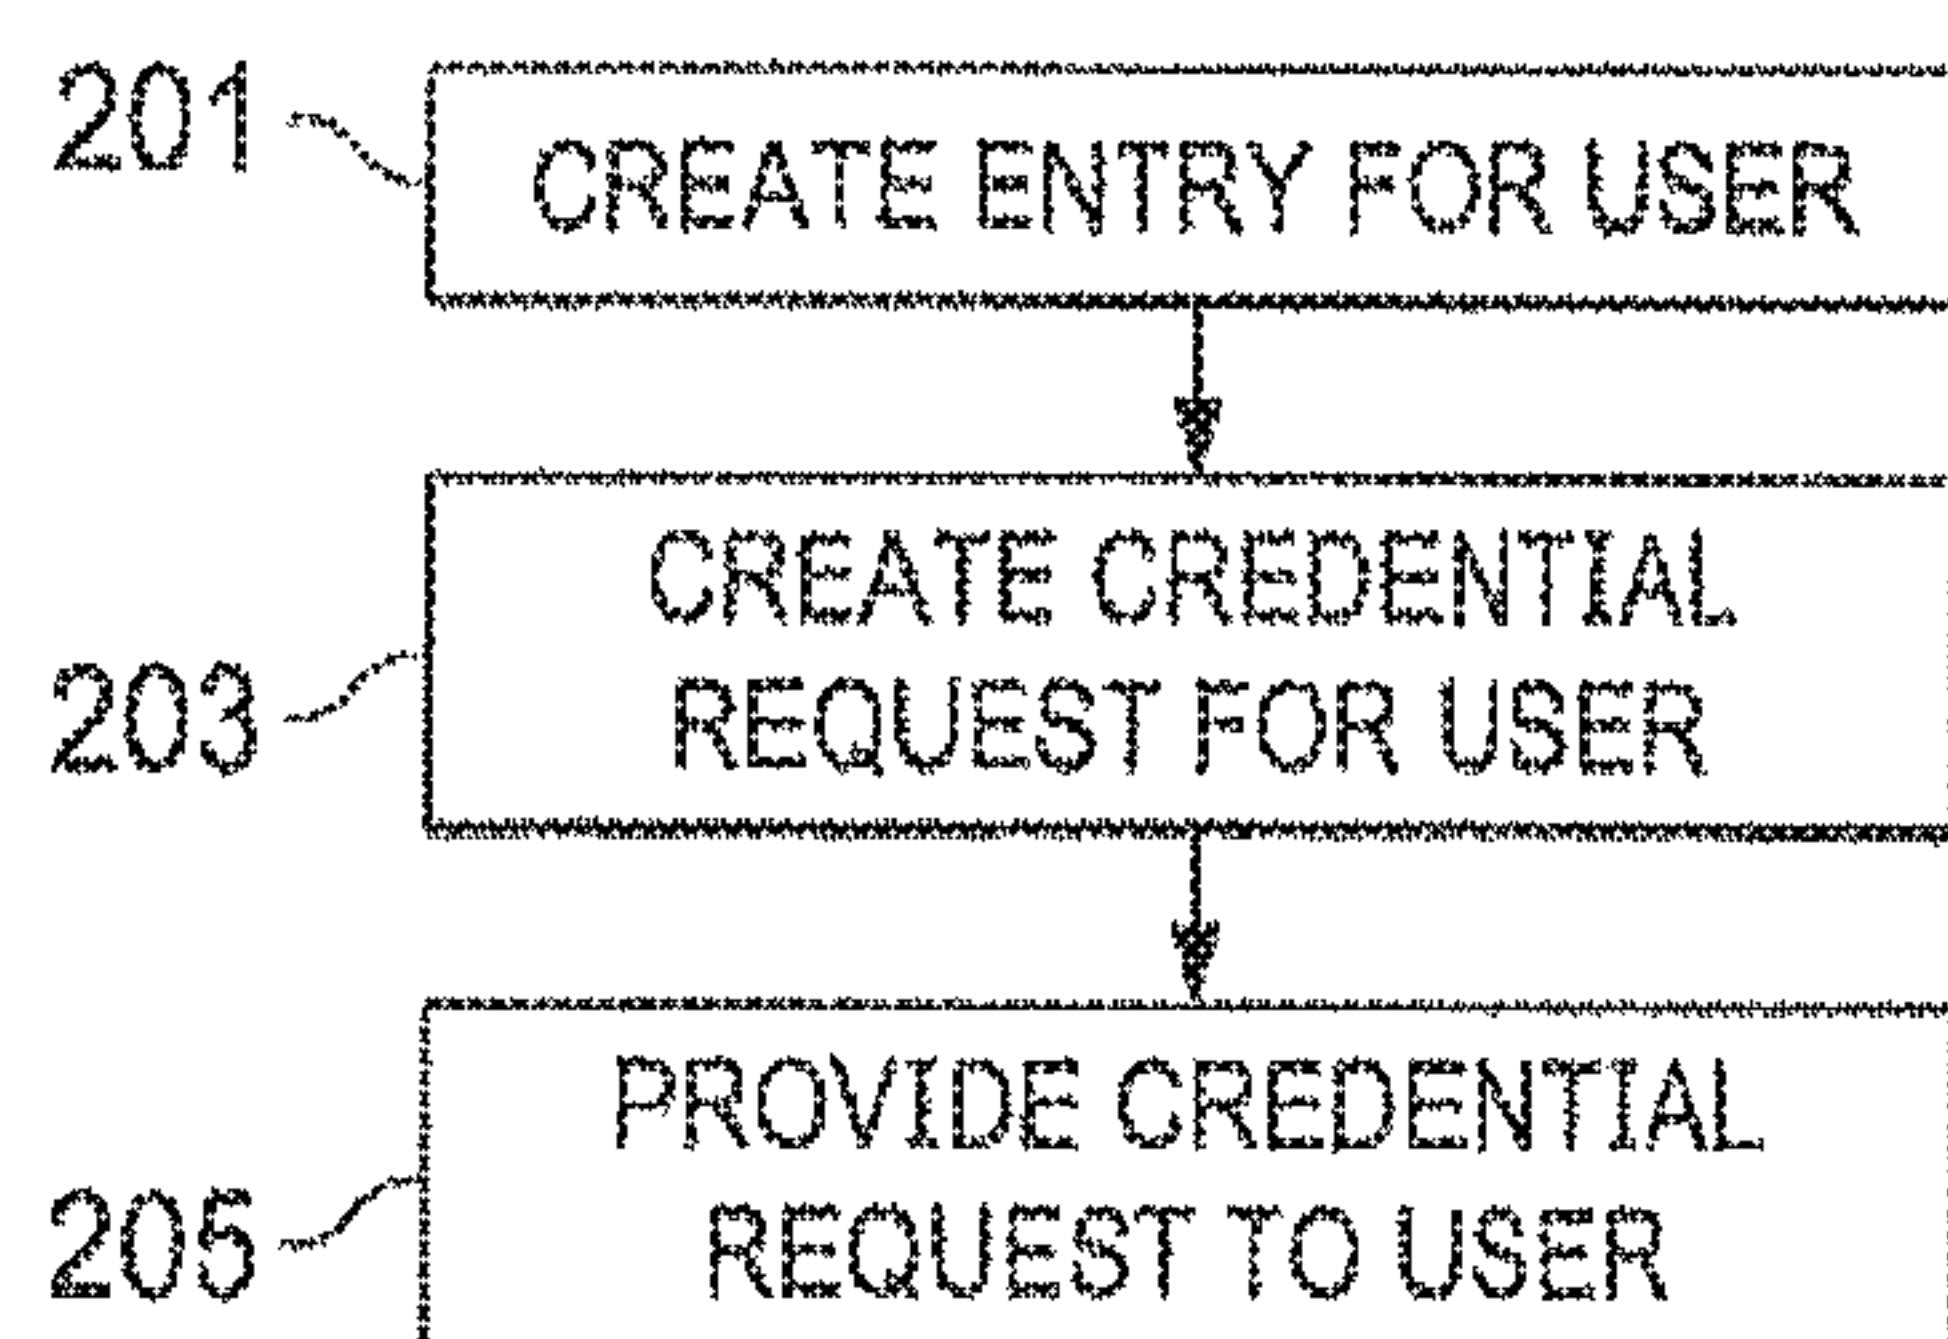 201
CREATE ENTRY FOR USER
CREATE CREDENTIAL
REQUEST FOR USER
203
PROVIDE CREDENTIAL
REQUEST TO USER
205